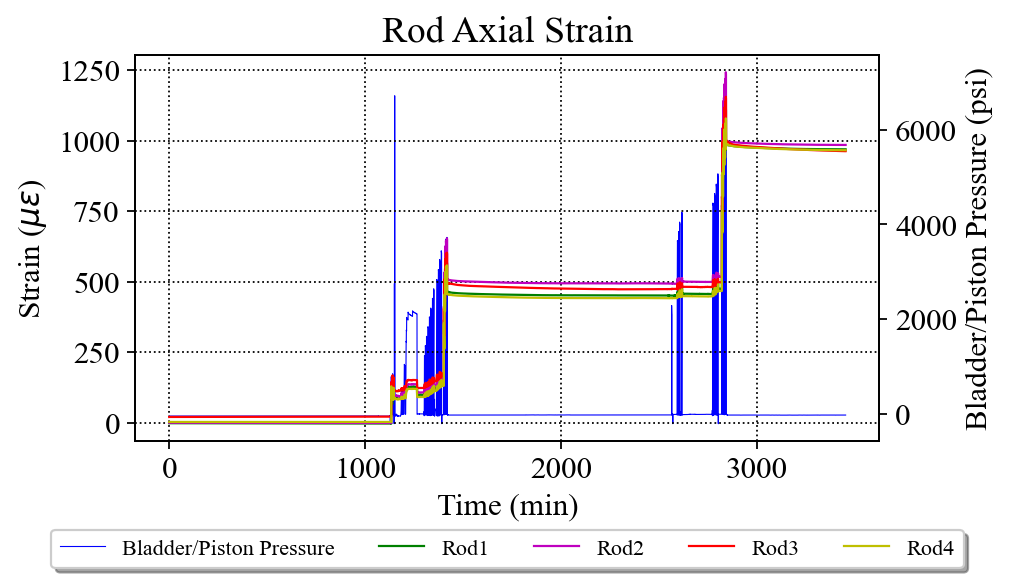 Rod Axial Strain
1250
1000
750
500
250
0
Strain (με)
6000
4000
2000
0
Bladder/Piston Pressure (psi)
0 1000 2000 3000
Time (min)
Bladder/Piston Pressure Rod1 Rod2 Rod3 Rod4